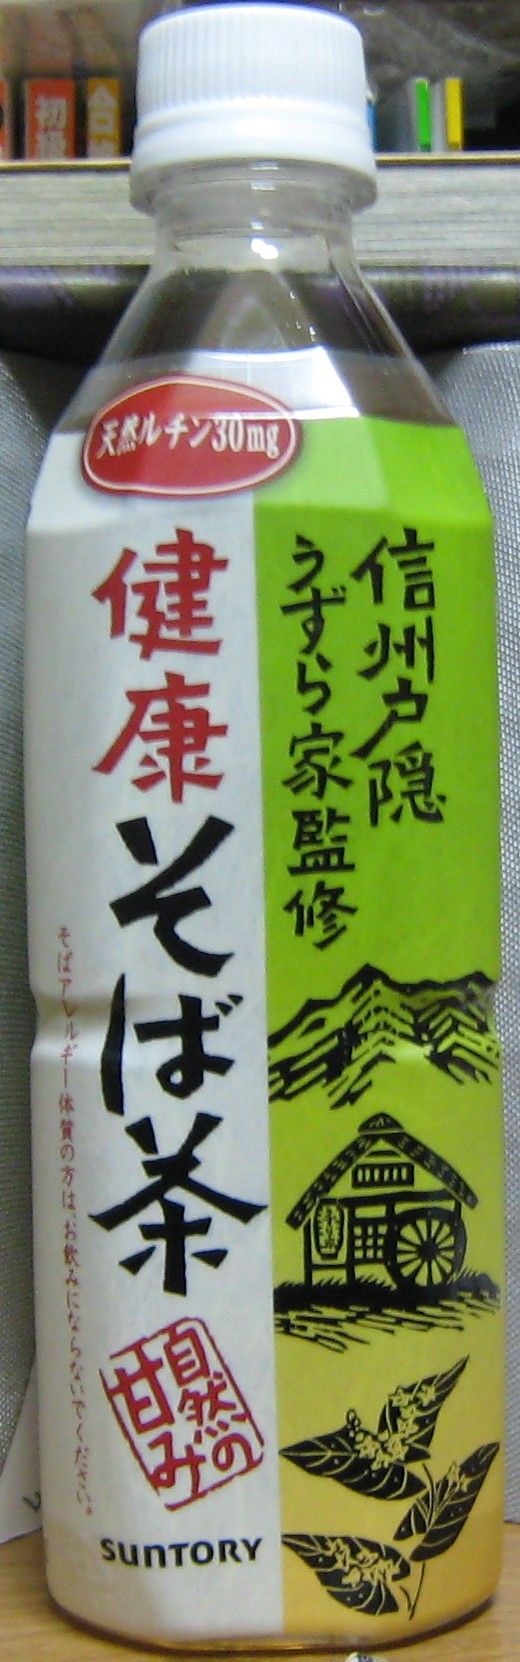 初
天然ルチン30mg
信州戸隠
うずら家監修
健康
そば茶
そばアレルギー体質の方は、お飲みにならないでください。
自然の
甘み
SUNTORY